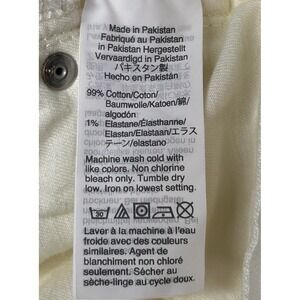 Made in Pakistan
Fabriqué au Pakistan
in Pakistan Hergestellt
Vervaardigd in Pakistan
パキスタン製
Hecho en Pakistán
99% Cotton/Coton/
Baumwolle/Katoen/綿/
algodón
1% Elastane/Élasthanne/
Elastan/Elastaan/エラス
テーン/elastano
Machine wash cold with
like colors. Non chlorine
bleach only. Tumble dry
low. Iron on lowest setting.
30
Laver à la machine à l'eau
froide avec des couleurs
similaires. Agent de
blanchiment non chloré
seulement. Sécher au
sèche-linge au cycle doux.